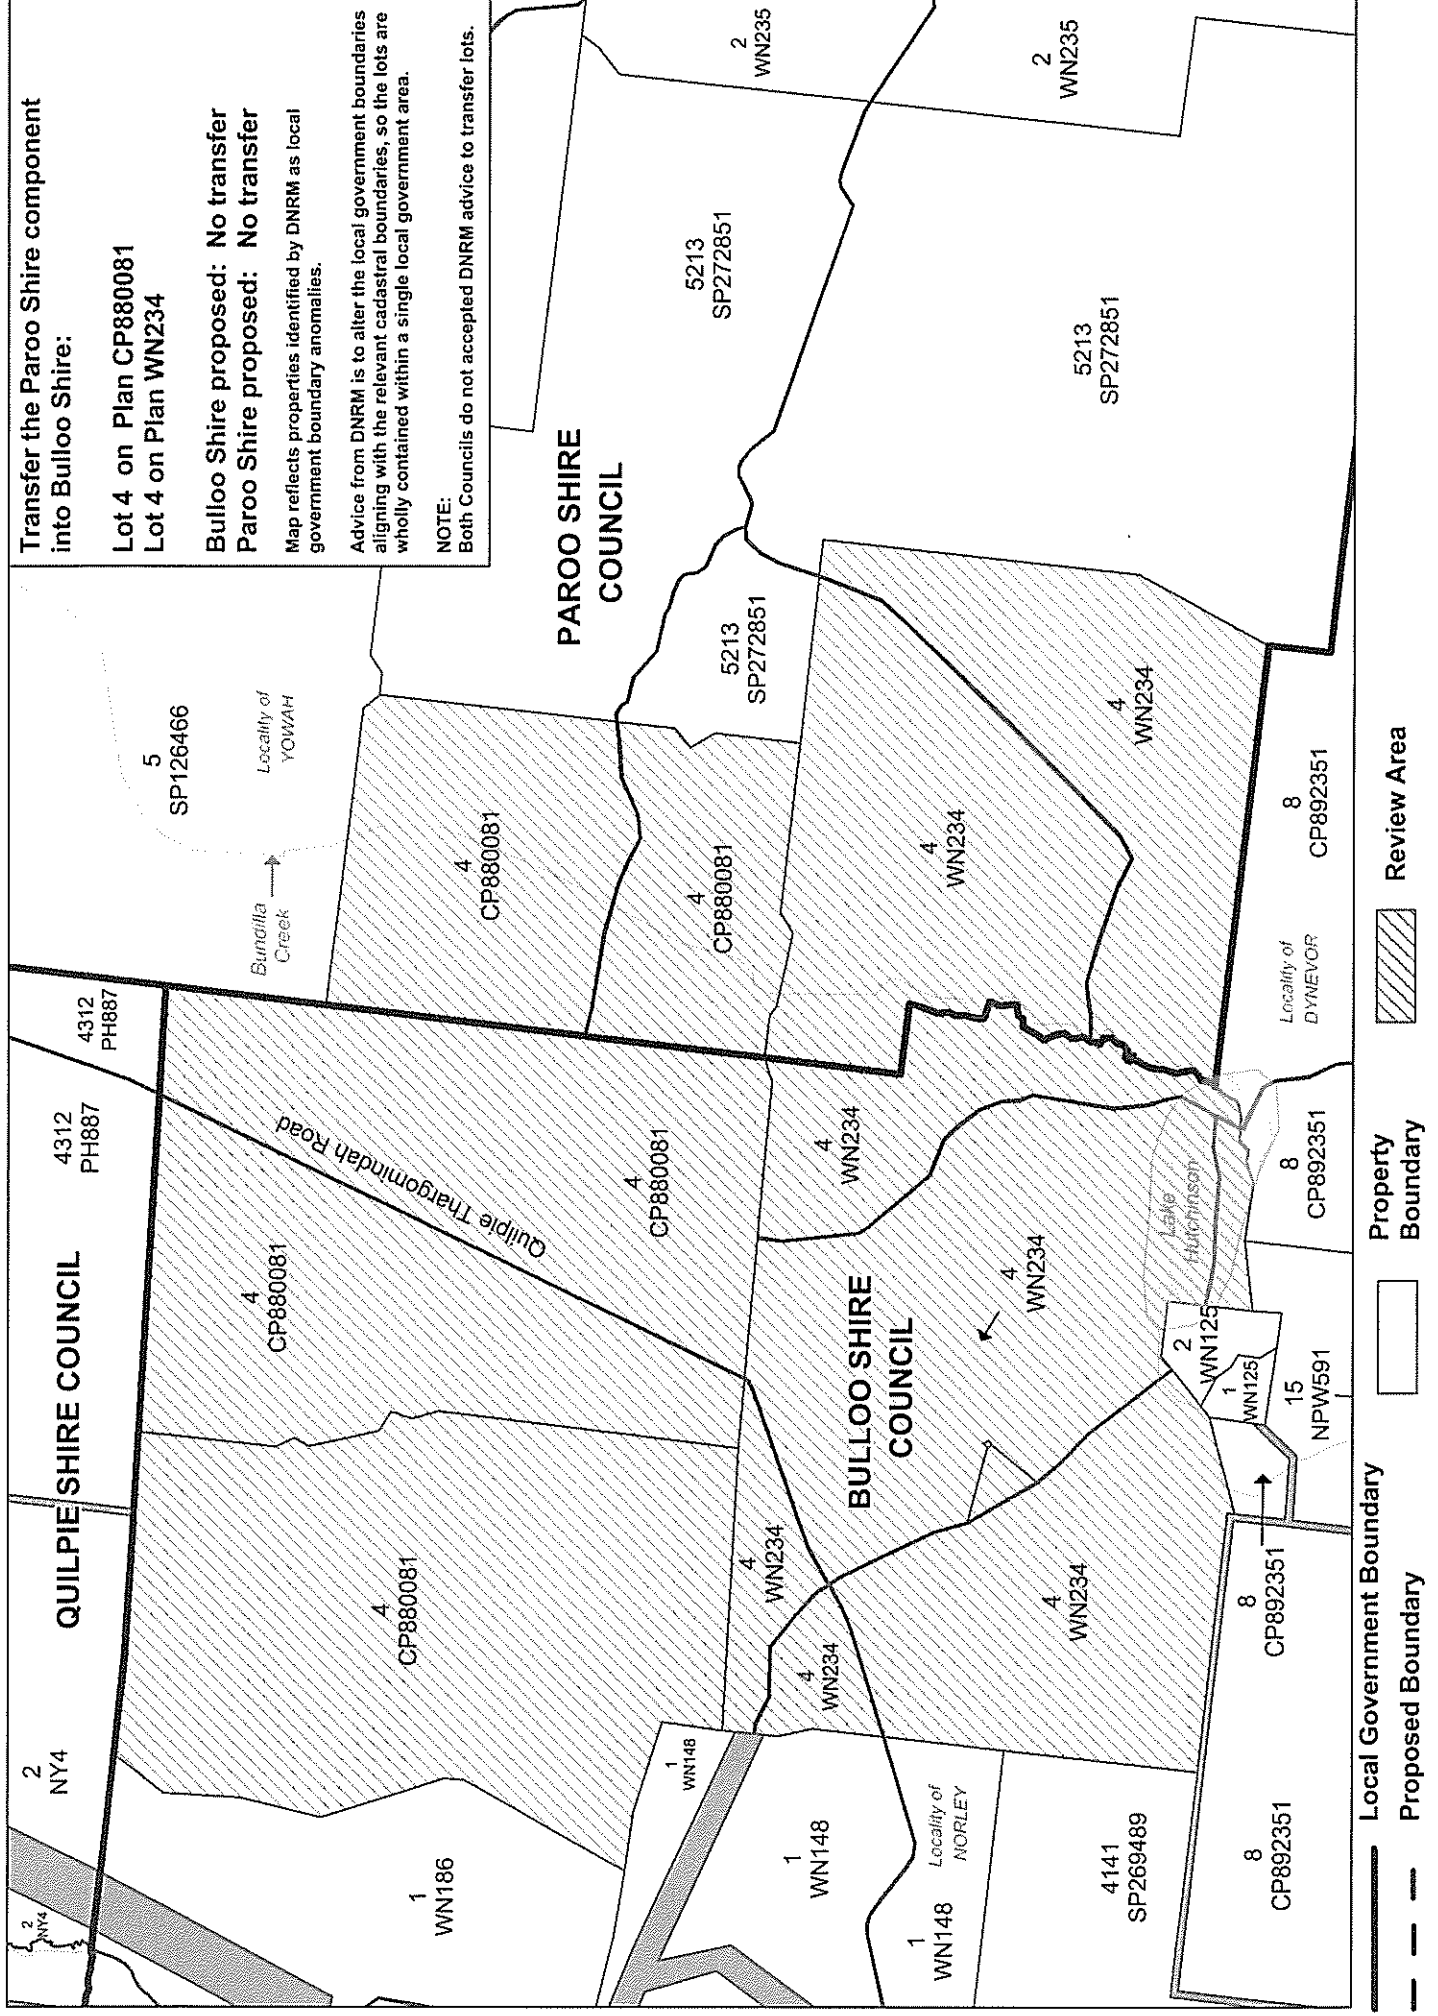 Transfer the Paroo Shire component
into Bulloo Shire:
Lot 4 on Plan CP880081
Lot 4 on Plan WN234
Bulloo Shire proposed: No transfer
Paroo Shire proposed: No transfer
Map reflects properties identified by DNRM as local
government boundary anomalies.
Advice from DNRM is to alter the local government boundaries
aligning with the relevant cadastral boundaries, so the lots are
wholly contained within a single local government area.
NOTE:
Both Councils do not accepted DNRM advice to transfer lots.
2
NY4
2
NY4
QUILPIE SHIRE COUNCIL
4312
PH887
4312
PH887
Bundilla
Creek
5
SP126466
Locality of
YOWAH
1
WN186
4
CP880081
4
CP880081
Quilpie Thargomindah Road
4
CP880081
4
CP880081
4
CP880081
PAROO SHIRE
COUNCIL
5213
SP272851
5213
SP272851
2
WN235
2
WN235
5213
SP272851
1
WN148
1
WN148
1
WN148
Locality of
NORLEY
4
WN234
4
WN234
4
WN234
BULLOO SHIRE
COUNCIL
4
WN234
4
WN234
4
WN234
4
WN234
Lake
Hutchinson
2
WN125
1
WN125
15
NPW591
4141
SP269489
8
CP892351
8
CP892351
8
CP892351
Locality of
DYNEVOR
8
CP892351
Local Government Boundary
Proposed Boundary
Property
Boundary
Review Area